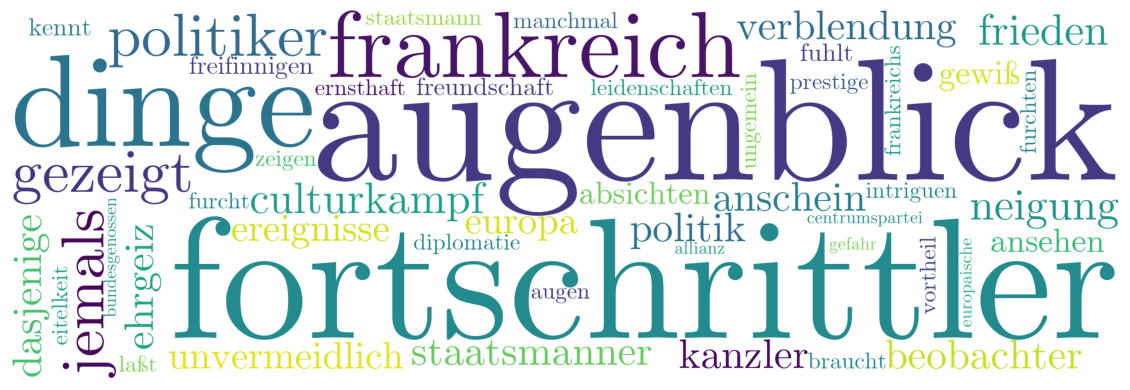 kennt
staatsmann
manchmal
politiker
frankreich
verblendung
frieden
freifinnigen
fuhlt
ernsthaft
freundschaft
leidenschaften
prestige
gewiß
dinge
augenblick
ungemein
frankreichs
furchten
zeigen
gezeigt
furcht
culturkampf
absichten
anschein
intriguen
neigung
ereignisse
europa
politik
centrumspartei
diplomatie
allianz
gefahr
ansehen
dasjenige
eitelkeit
jemals
bundesgenossen
ehrgeiz
fortschrittler
augen
vortheil
europaische
laßt
unvermeidlich
staatsmanner
kanzler
braucht
beobachter